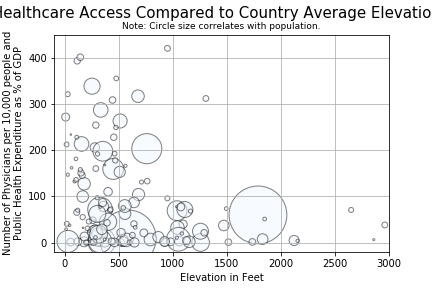 Healthcare Access Compared to Country Average Elevatio
Note: Circle size correlates with population.
Number of Physicians per 10,000 people and
Public Health Expenditure as % of GDP
400
300
200
100
0
0 500 1000 1500 2000 2500 3000
Elevation in Feet